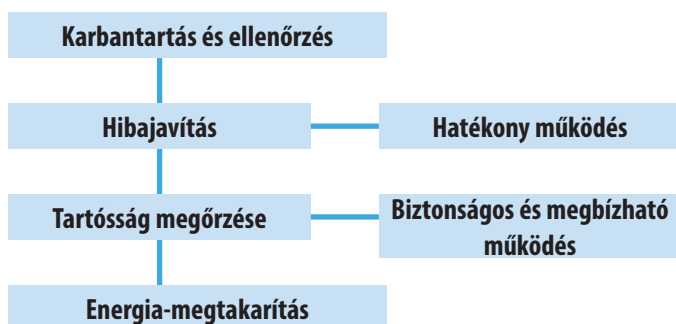 Karbantartás és ellenőrzés
Hibajavítás
Hatékony működés
Tartósság megőrzése
Biztonságos és megbízható
működés
Energia-megtakarítás